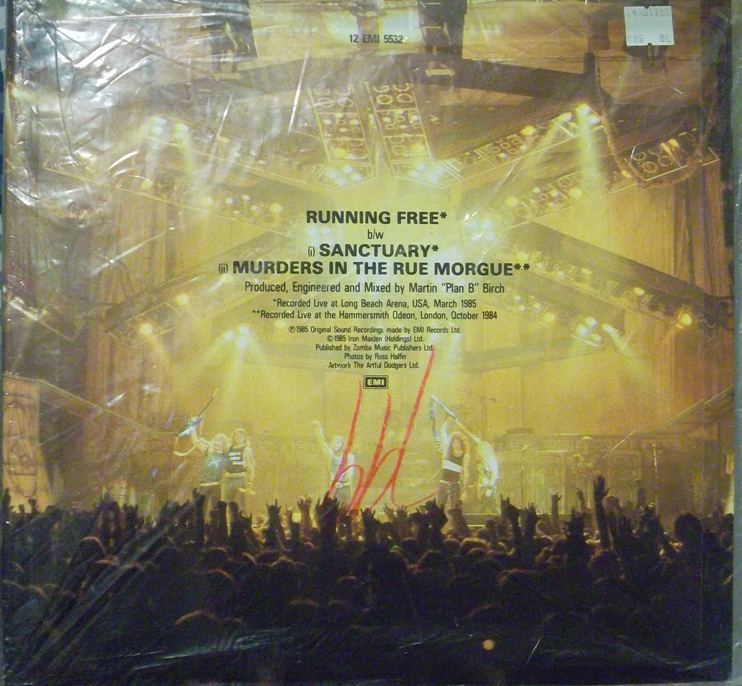 12 EMI 5532
RUNNING FREE*
b/w
(i) SANCTUARY*
(ii) MURDERS IN THE RUE MORGUE**
Produced, Engineered and Mixed by Martin "Plan B" Birch
*Recorded Live at Long Beach Arena, USA, March 1985
**Recorded Live at the Hammersmith Odeon, London, October 1984
℗1985 Original Sound Recordings made by EMI Records Ltd.
©1985 Iron Maiden (Holdings) Ltd.
Published by Zomba Music Publishers Ltd.
Photos by Ross Halfin
Artwork The Artful Dodgers Ltd.
EMI